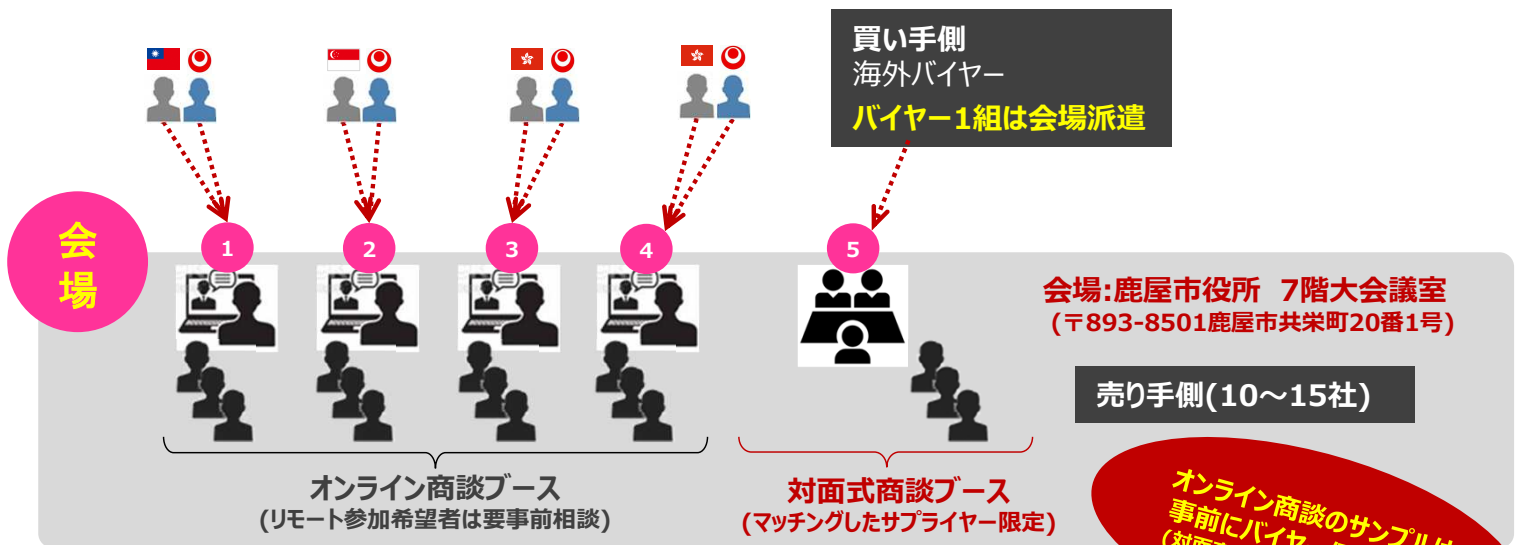 買い手側
海外バイヤー
バイヤー1組は会場派遣
会
場
1
2
3
4
5
会場:鹿屋市役所 7階大会議室
(〒893-8501鹿屋市共栄町20番1号)
売り手側(10～15社)
オンライン商談ブース
(リモート参加希望者は要事前相談)
対面式商談ブース
(マッチングしたサプライヤー限定)
オンライン商談のサンプルは
事前にバイヤー